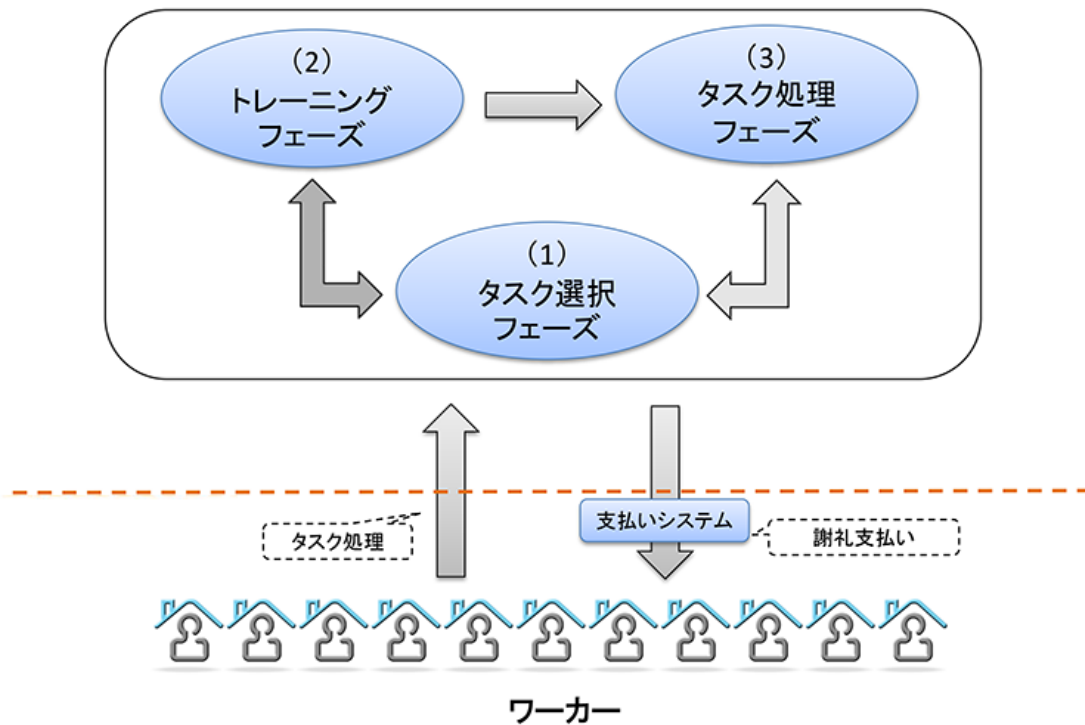 (2)
トレーニング
フェーズ
(3)
タスク処理
フェーズ
(1)
タスク選択
フェーズ
タスク処理
支払いシステム
謝礼支払い
ワーカー